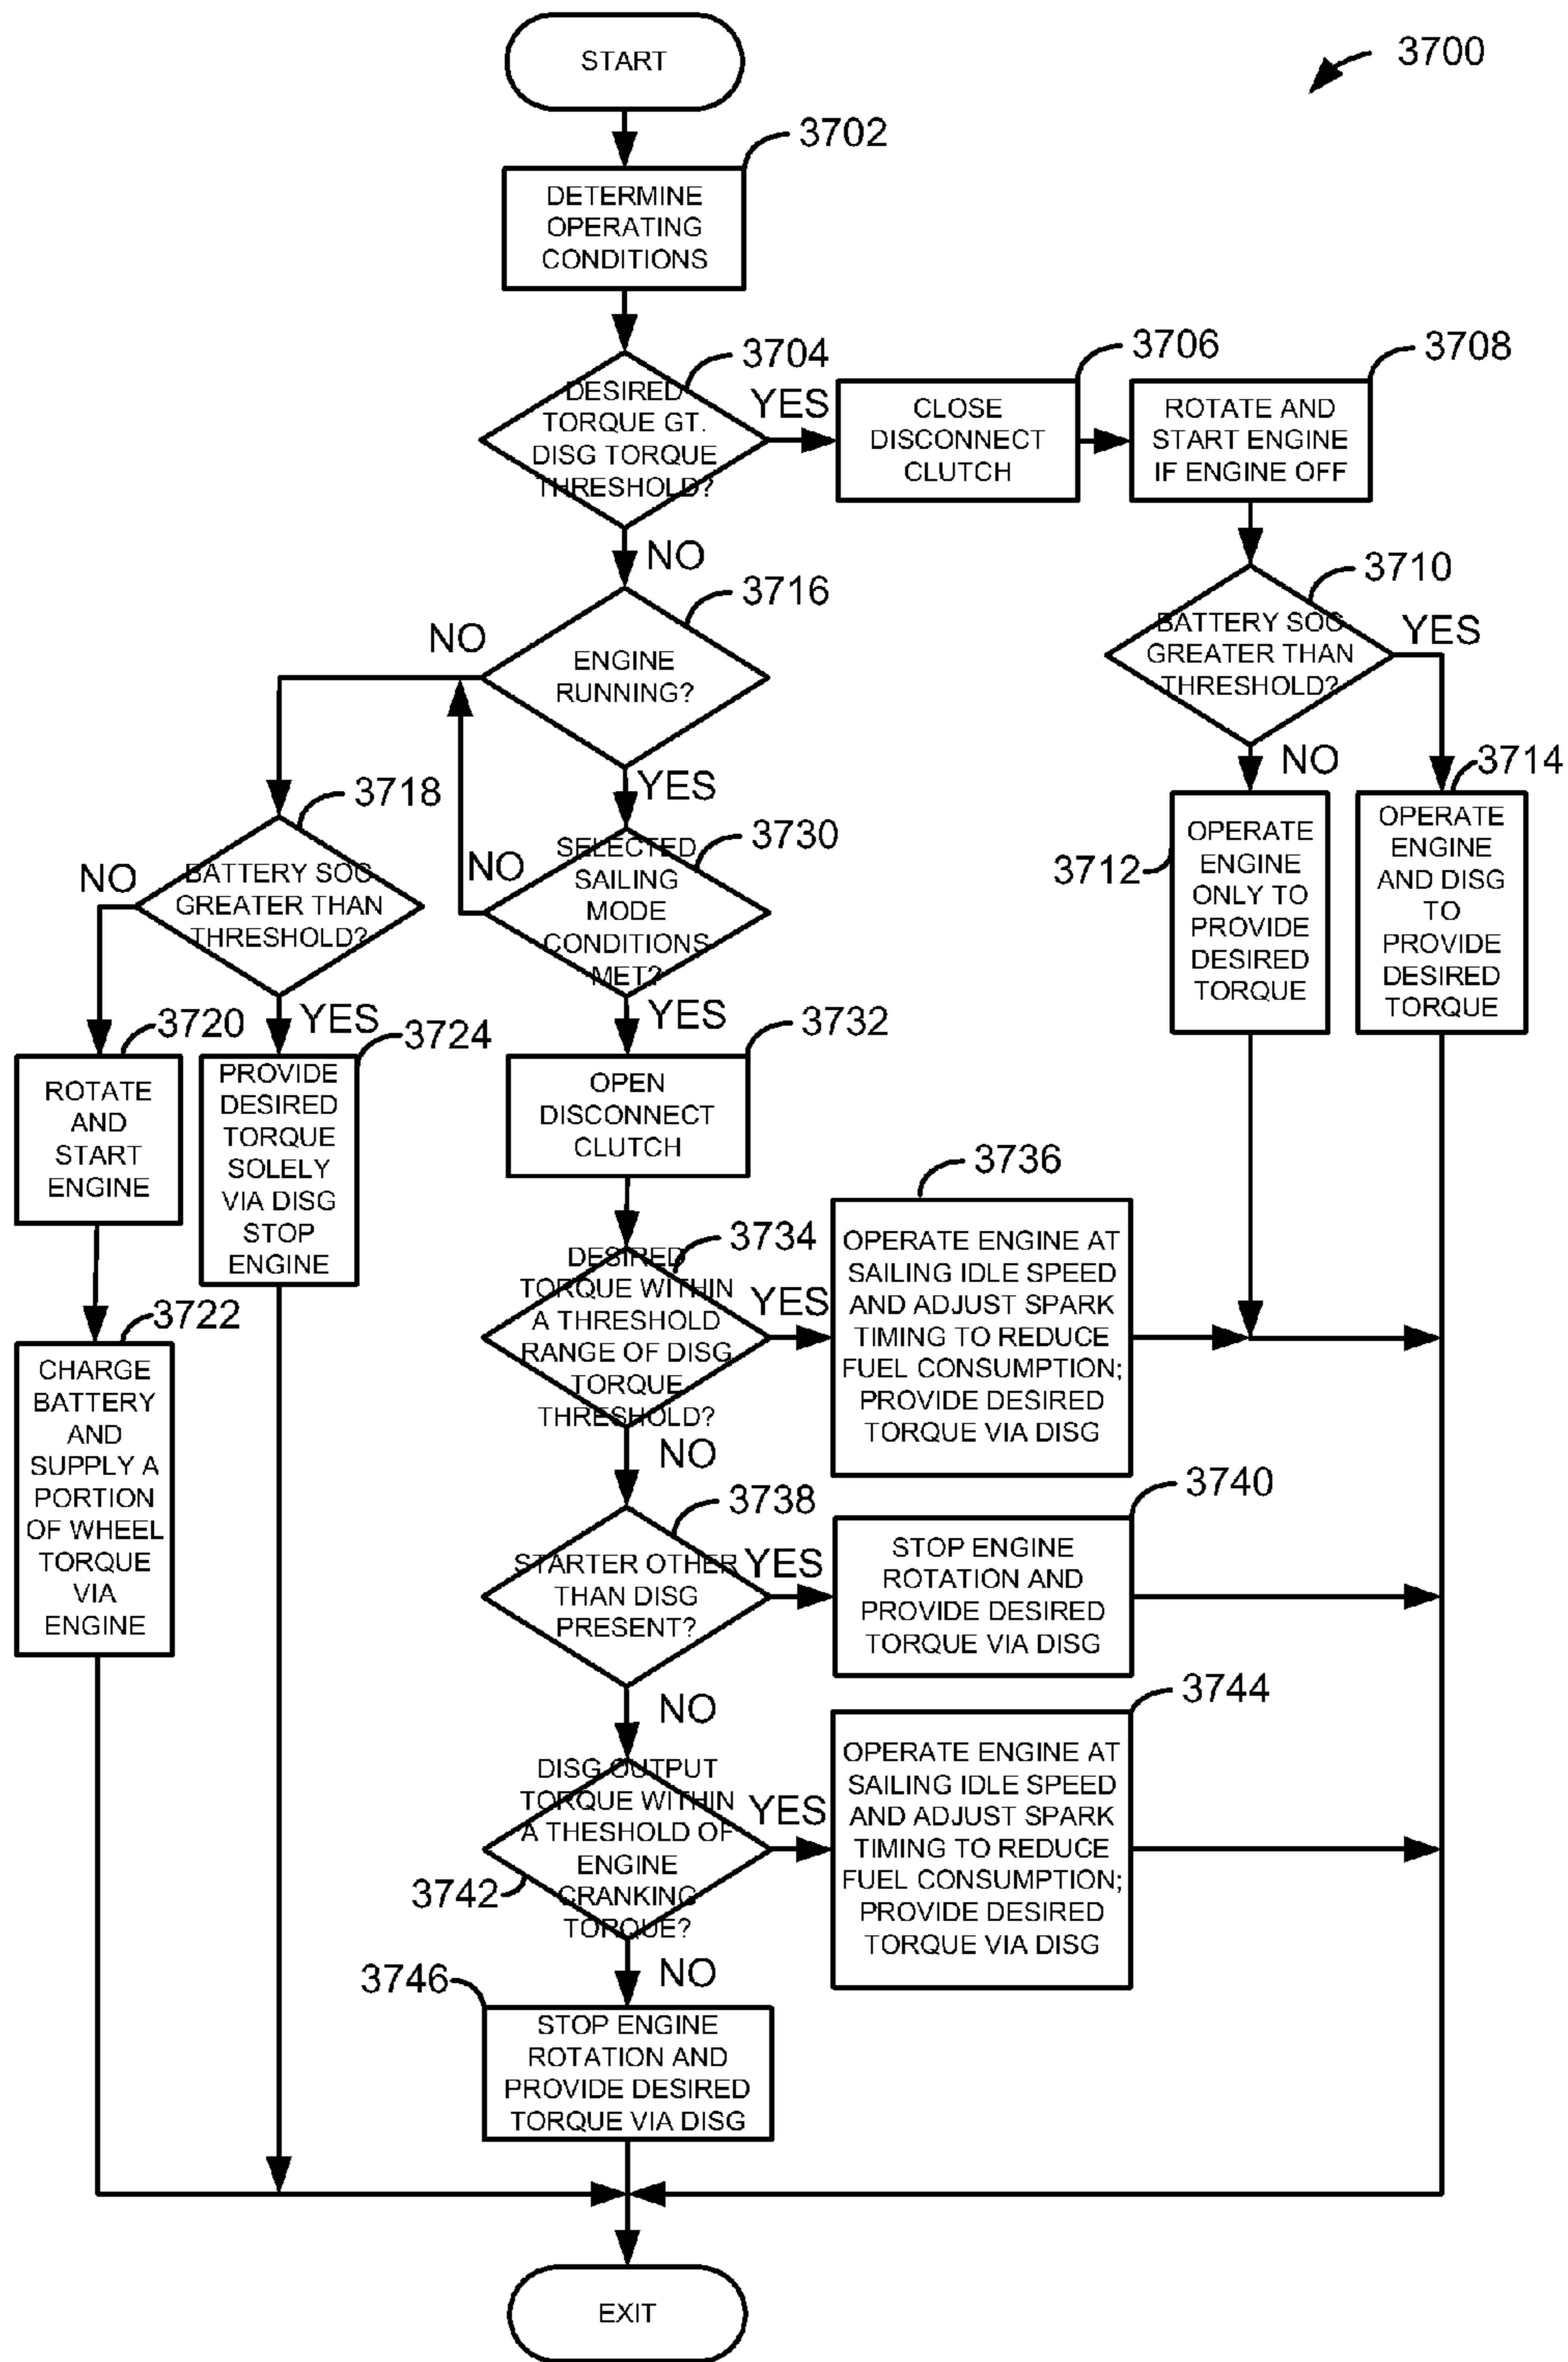 START
3700
3702
DETERMINE
OPERATING
CONDITIONS
3704
DESIRED
TORQUE GT.
DISG TORQUE
THRESHOLD?
YES
3706
CLOSE
DISCONNECT
CLUTCH
3708
ROTATE AND
START ENGINE
IF ENGINE OFF
NO
3716
ENGINE
RUNNING?
NO
YES
3710
BATTERY SOC
GREATER THAN
THRESHOLD?
YES
NO
3718
BATTERY SOC
GREATER THAN
THRESHOLD?
NO
YES
3730
SELECTED
SAILING
MODE
CONDITIONS
MET?
NO
YES
3712
OPERATE
ENGINE
ONLY TO
PROVIDE
DESIRED
TORQUE
3714
OPERATE
ENGINE
AND DISG
TO
PROVIDE
DESIRED
TORQUE
3720
ROTATE
AND
START
ENGINE
3724
PROVIDE
DESIRED
TORQUE
SOLELY
VIA DISG
STOP
ENGINE
3732
OPEN
DISCONNECT
CLUTCH
3722
CHARGE
BATTERY
AND
SUPPLY A
PORTION
OF WHEEL
TORQUE
VIA
ENGINE
3734
DESIRED
TORQUE WITHIN
A THRESHOLD
RANGE OF DISG
TORQUE
THRESHOLD?
YES
3736
OPERATE ENGINE AT
SAILING IDLE SPEED
AND ADJUST SPARK
TIMING TO REDUCE
FUEL CONSUMPTION;
PROVIDE DESIRED
TORQUE VIA DISG
NO
3738
STARTER OTHER
THAN DISG
PRESENT?
YES
3740
STOP ENGINE
ROTATION AND
PROVIDE DESIRED
TORQUE VIA DISG
NO
3742
DISG OUTPUT
TORQUE WITHIN
A THESHOLD OF
ENGINE
CRANKING
TORQUE?
YES
3744
OPERATE ENGINE AT
SAILING IDLE SPEED
AND ADJUST SPARK
TIMING TO REDUCE
FUEL CONSUMPTION;
PROVIDE DESIRED
TORQUE VIA DISG
NO
3746
STOP ENGINE
ROTATION AND
PROVIDE DESIRED
TORQUE VIA DISG
EXIT